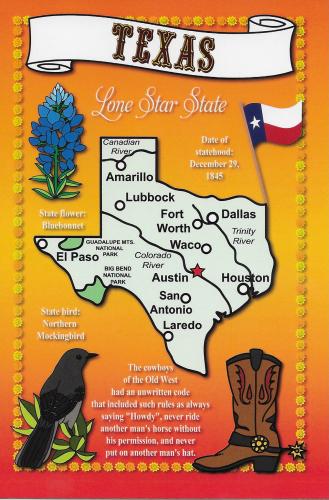 TEXAS
Lone Star State
Date of
statehood:
December 29,
1845
State flower:
Bluebonnet
Canadian
River
Amarillo
Lubbock
Fort
Worth
Dallas
Trinity
River
Waco
El Paso
GUADALUPE MTS.
NATIONAL
PARK
Colorado
River
BIG BEND
NATIONAL
PARK
Austin
Houston
San
Antonio
Laredo
State bird:
Northern
Mockingbird
The cowboys
of the Old West
had an unwritten code
that included such rules as always
saying "Howdy", never ride
another man's horse without
his permission, and never
put on another man's hat.